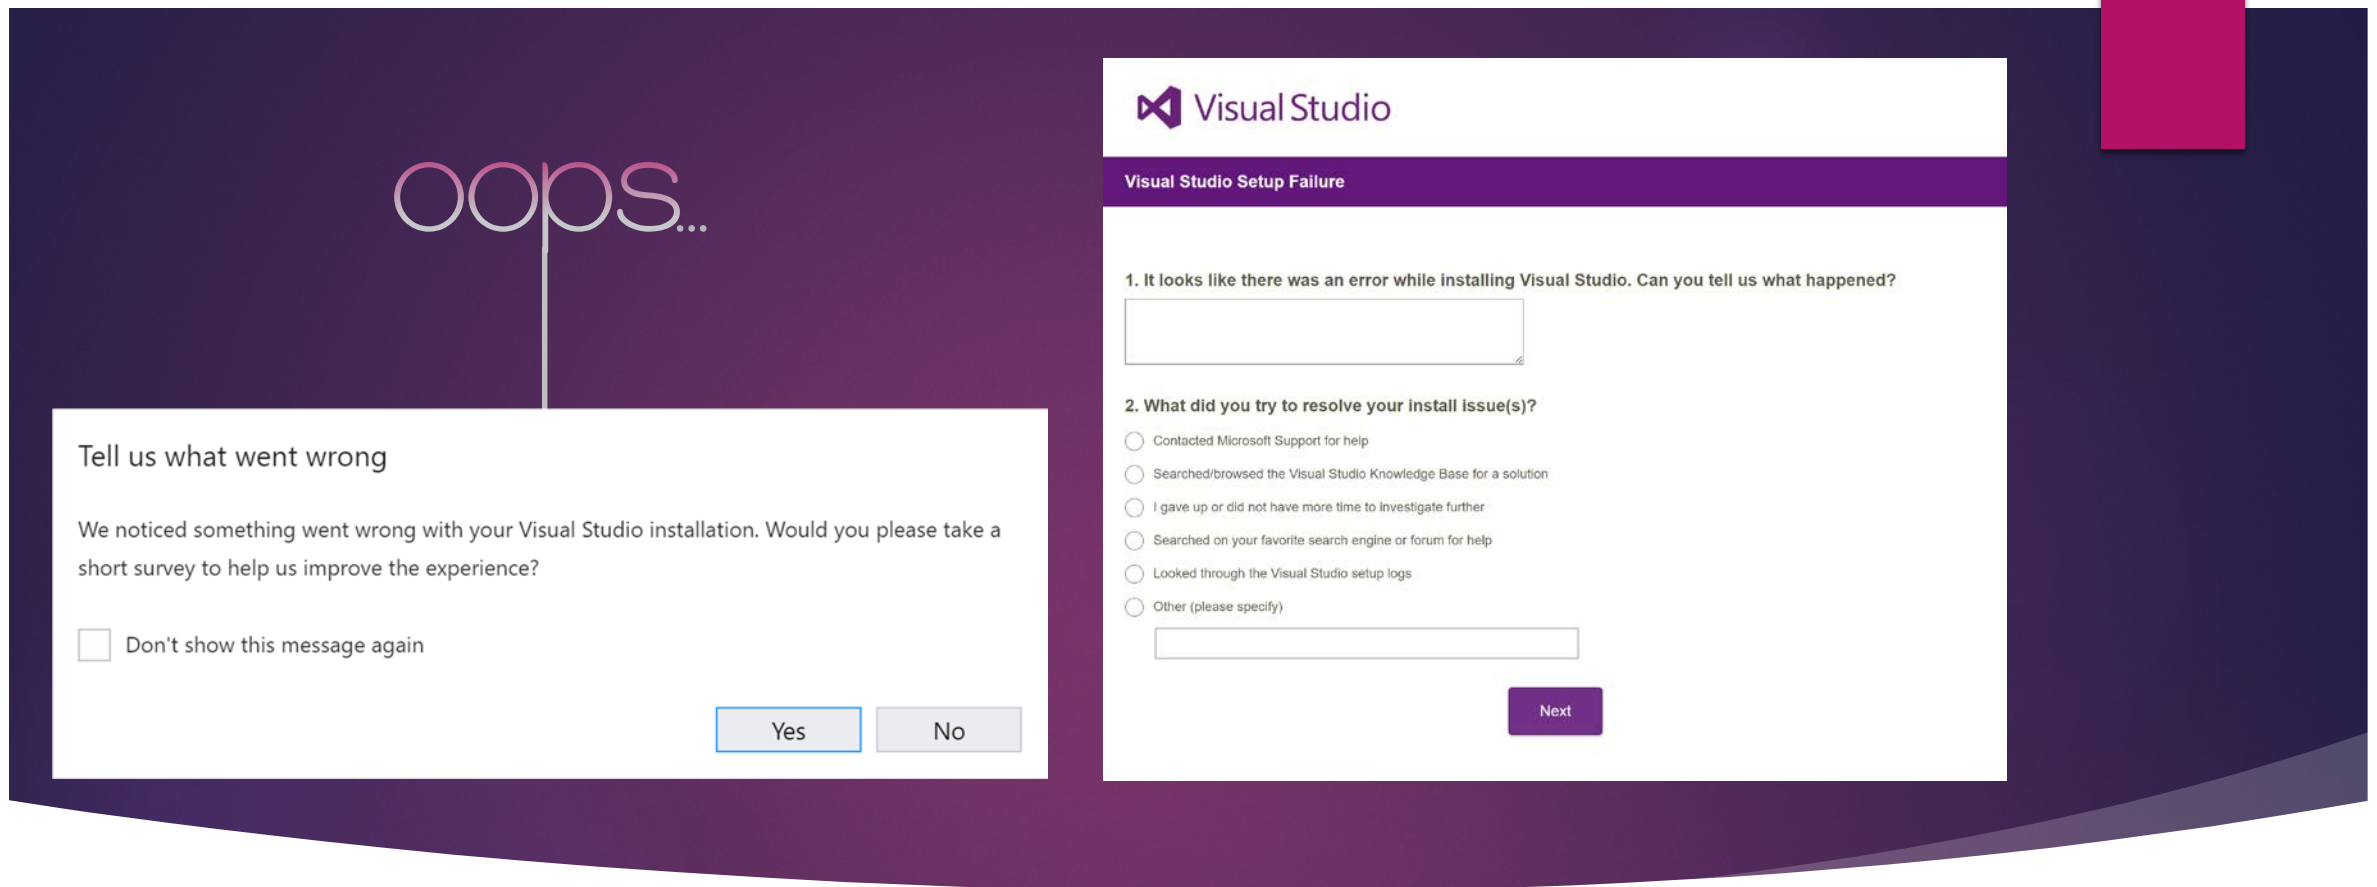 oops...
Tell us what went wrong
We noticed something went wrong with your Visual Studio installation. Would you please take a
short survey to help us improve the experience?
Don't show this message again
Yes
No
Visual Studio
Visual Studio Setup Failure
1. It looks like there was an error while installing Visual Studio. Can you tell us what happened?
2. What did you try to resolve your install issue(s)?
Contacted Microsoft Support for help
Searched/browsed the Visual Studio Knowledge Base for a solution
I gave up or did not have more time to investigate further
Searched on your favorite search engine or forum for help
Looked through the Visual Studio setup logs
Other (please specify)
Next